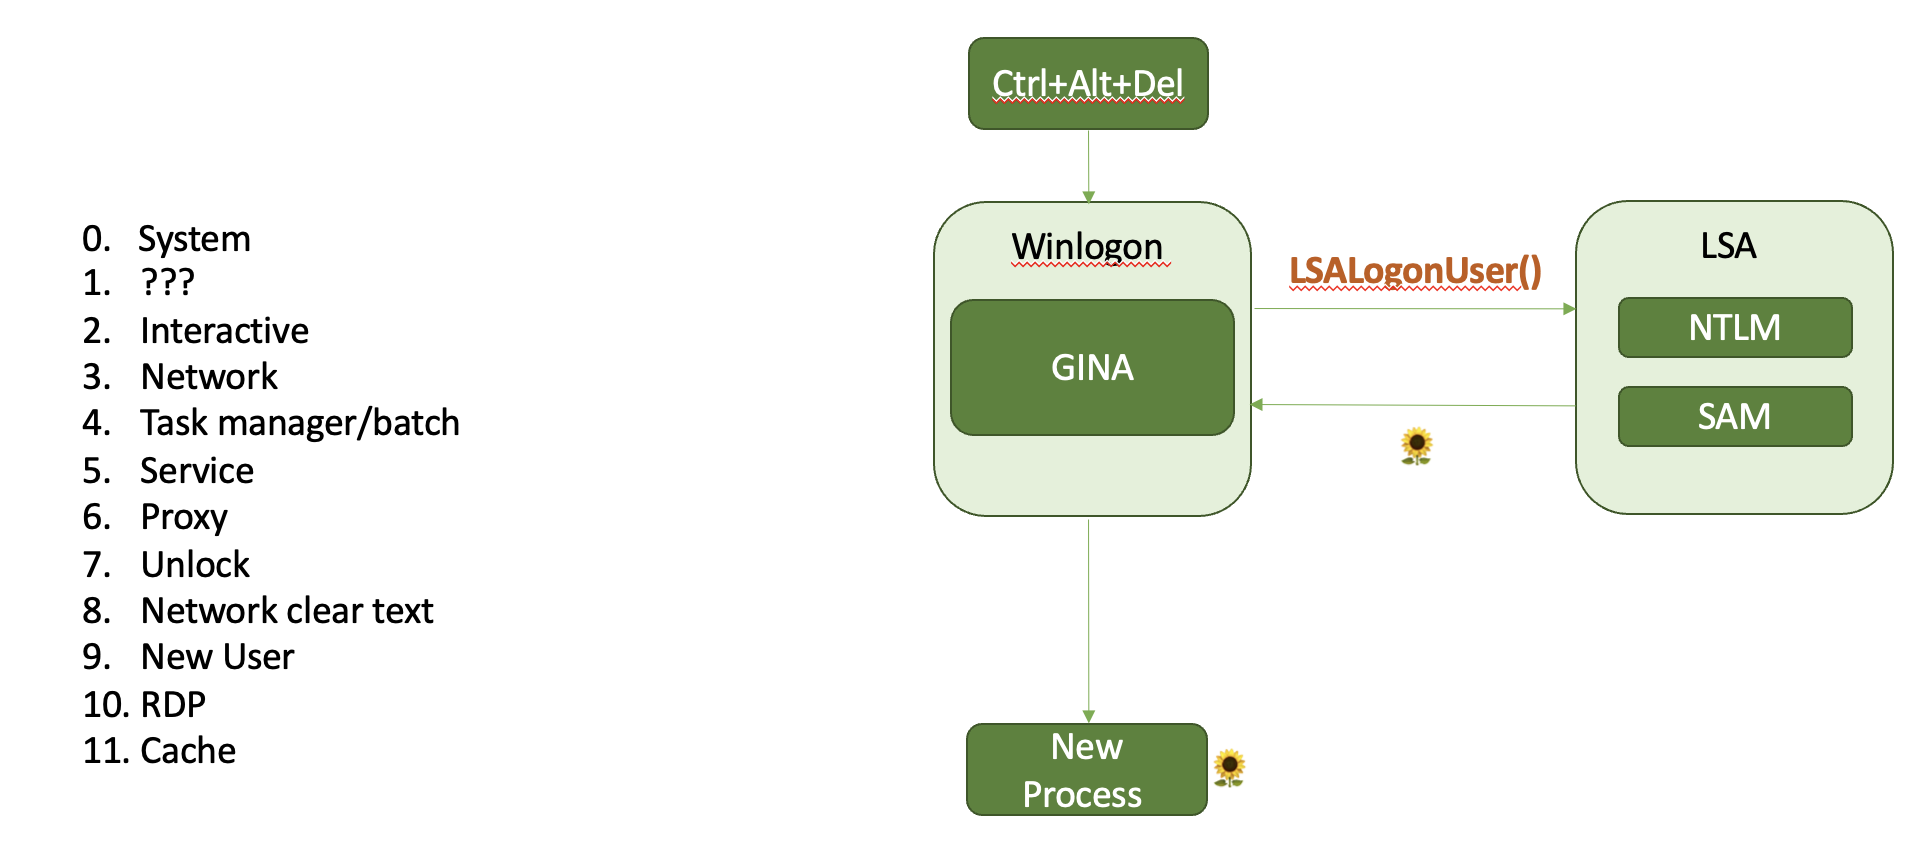 Ctrl+Alt+Del
0. System
1. ???
2. Interactive
3. Network
4. Task manager/batch
5. Service
6. Proxy
7. Unlock
8. Network clear text
9. New User
10. RDP
11. Cache
Winlogon
GINA
LSALogonUser()
LSA
NTLM
SAM
New
Process